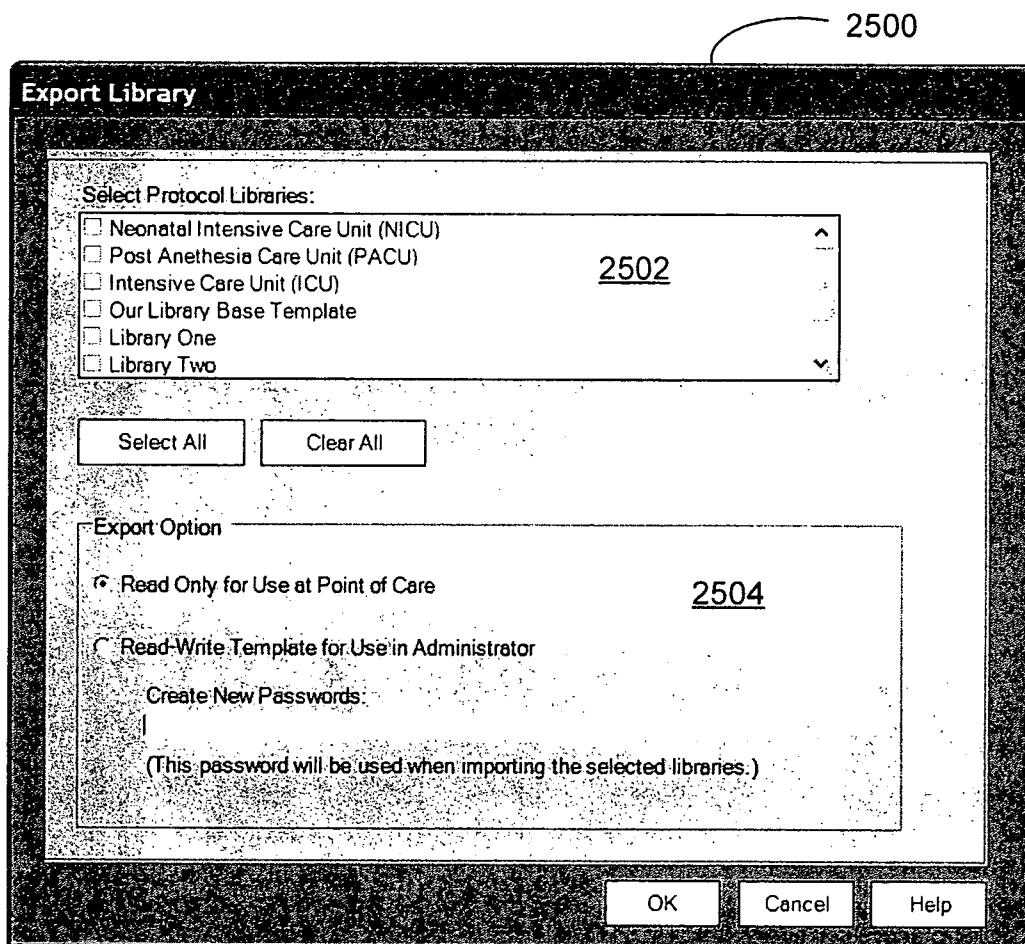 2500
Export Library
Select Protocol Libraries:
Neonatal Intensive Care Unit (NICU)
Post Anethesia Care Unit (PACU)
2502
Intensive Care Unit (ICU)
Our Library Base Template
Library One
Library Two
Select All Clear All
Export Option
Read Only for Use at Point of Care
2504
Read-Write Template for Use in Administrator
Create New Passwords:
(This password will be used when importing the selected libraries.)
OK Cancel Help